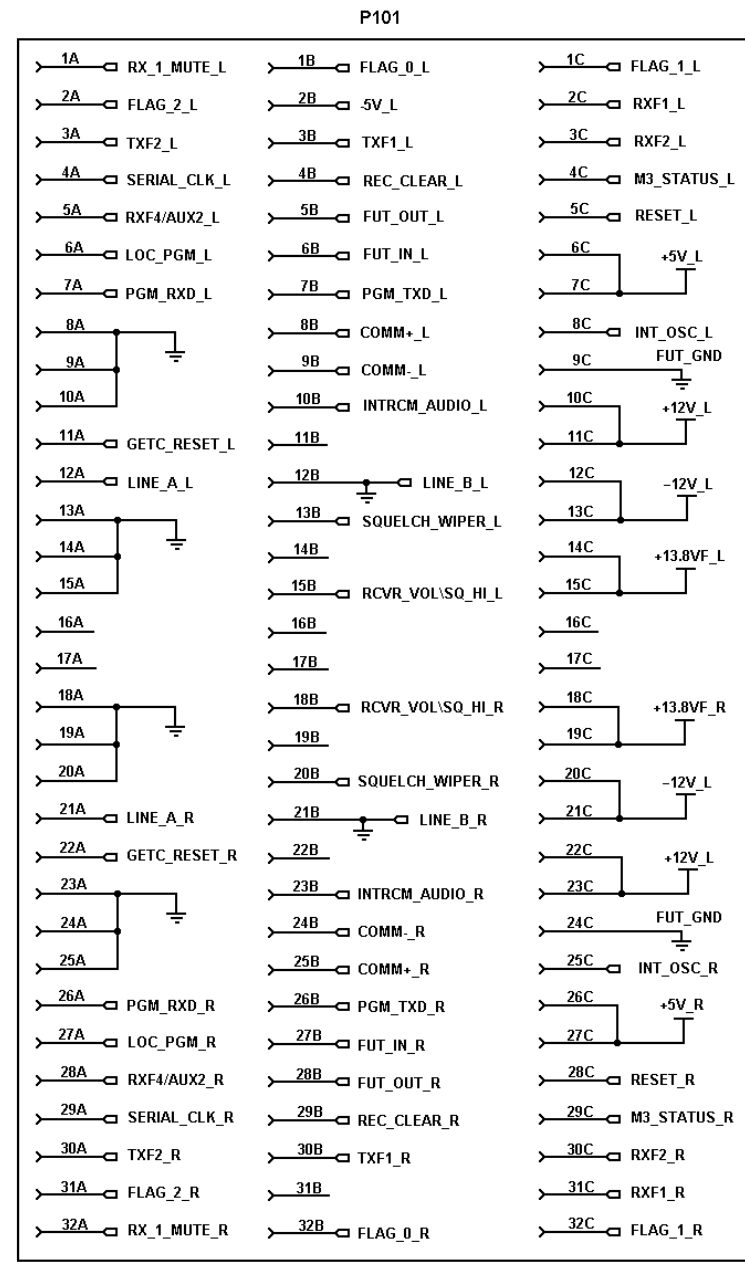 P101
1A RX_1_MUTE_L 1B FLAG_0_L 1C FLAG_1_L
2A FLAG_2_L 2B -5V_L 2C RXF1_L
3A TXF2_L 3B TXF1_L 3C RXF2_L
4A SERIAL_CLK_L 4B REC_CLEAR_L 4C M3_STATUS_L
5A RXF4/AUX2_L 5B FUT_OUT_L 5C RESET_L
6A LOC_PGM_L 6B FUT_IN_L 6C +5V_L
7A PGM_RXD_L 7B PGM_TXD_L 7C
8A 8B COMM+_L 8C INT_OSC_L
9A 9B COMM-_L 9C FUT_GND
10A 10B INTRCM_AUDIO_L 10C +12V_L
11A GETC_RESET_L 11B 11C
12A LINE_A_L 12B LINE_B_L 12C -12V_L
13A 13B SQUELCH_WIPER_L 13C
14A 14B 14C +13.8VF_L
15A 15B RCVR_VOL\SQ_HI_L 15C
16A 16B 16C
17A 17B 17C
18A 18B RCVR_VOL\SQ_HI_R 18C +13.8VF_R
19A 19B 19C
20A 20B SQUELCH_WIPER_R 20C -12V_L
21A LINE_A_R 21B LINE_B_R 21C
22A GETC_RESET_R 22B 22C +12V_L
23A 23B INTRCM_AUDIO_R 23C
24A 24B COMM-_R 24C FUT_GND
25A 25B COMM+_R 25C INT_OSC_R
26A PGM_RXD_R 26B PGM_TXD_R 26C +5V_R
27A LOC_PGM_R 27B FUT_IN_R 27C
28A RXF4/AUX2_R 28B FUT_OUT_R 28C RESET_R
29A SERIAL_CLK_R 29B REC_CLEAR_R 29C M3_STATUS_R
30A TXF2_R 30B TXF1_R 30C RXF2_R
31A FLAG_2_R 31B 31C RXF1_R
32A RX_1_MUTE_R 32B FLAG_0_R 32C FLAG_1_R